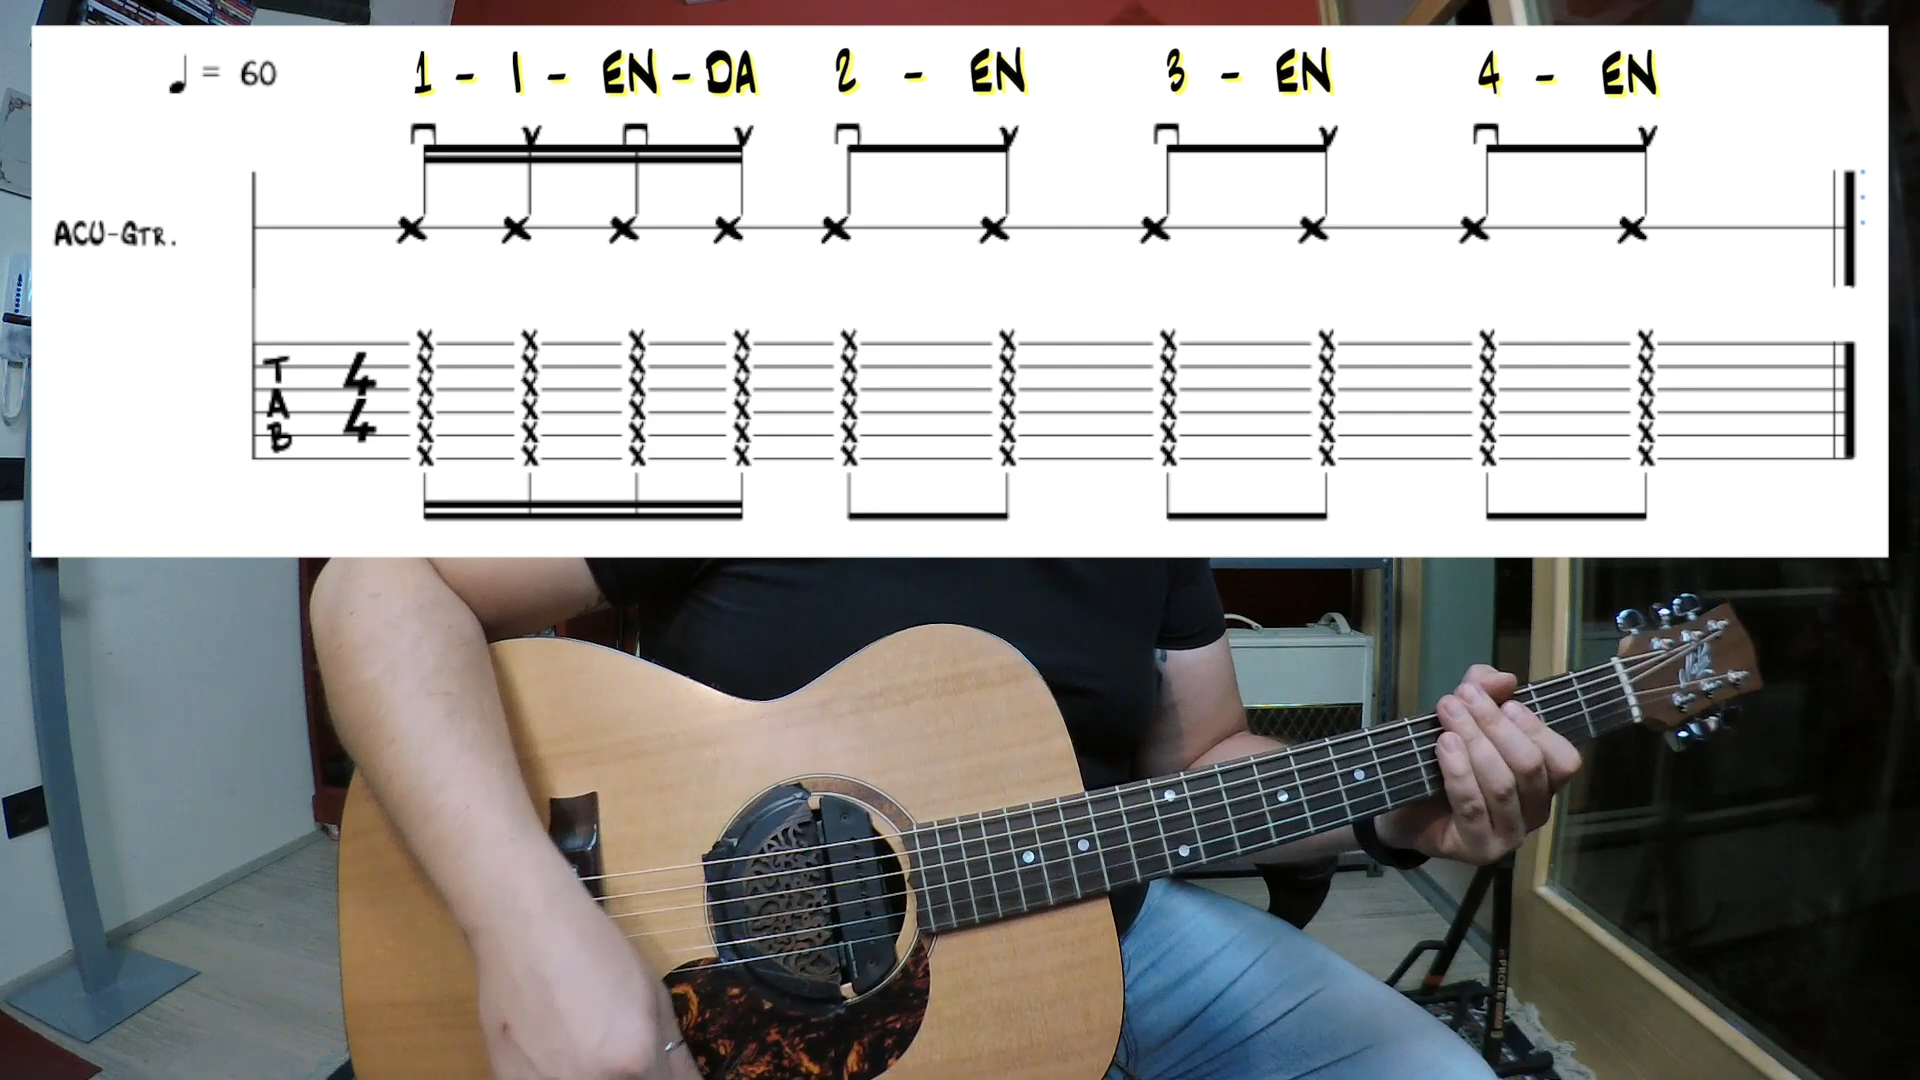 ♩ = 60
1 - I - EN - DA 2 - EN 3 - EN 4 - EN
ACU-GTR.
T
A
B
4
4